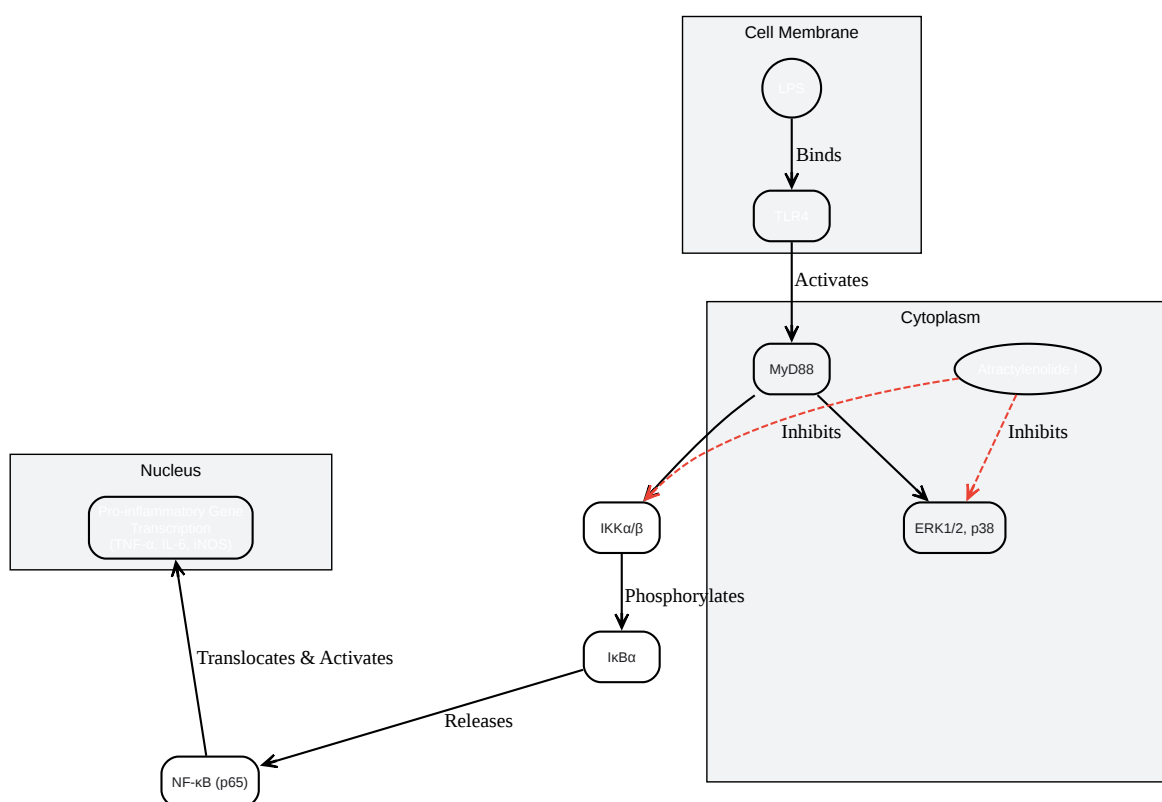 Cell Membrane
LPS
Binds
TLR4
Activates
Cytoplasm
MyD88
Atractylenolide I
Inhibits
Inhibits
Nucleus
Pro-inflammatory Gene
Transcription
(TNF-α, IL-6, iNOS)
IKKα/β
ERK1/2, p38
Phosphorylates
IκBα
Translocates & Activates
Releases
NF-κB (p65)